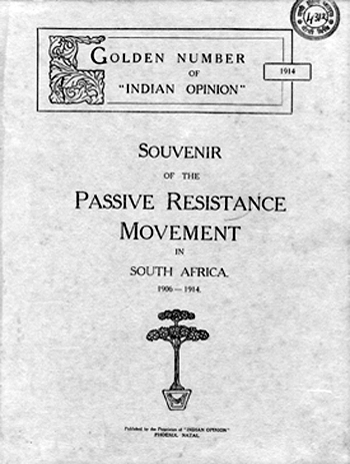 GOLDEN NUMBER
OF
"INDIAN OPINION"
1914
SOUVENIR
OF THE
PASSIVE RESISTANCE
MOVEMENT
IN
SOUTH AFRICA.
1906 — 1914.
Published by the Proprietors of "INDIAN OPINION"
PHOENIX, NATAL.